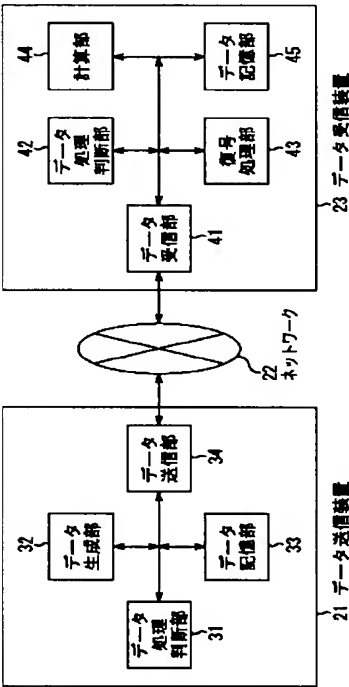 32
データ
生成部
データ
処理
判断部
31
データ
記憶部
33
データ
送信部
34
21 データ送信装置
22
ネットワーク
42
データ
処理
判断部
44
計算部
データ
受信部
41
復号
処理部
43
データ
記憶部
45
23 データ受信装置